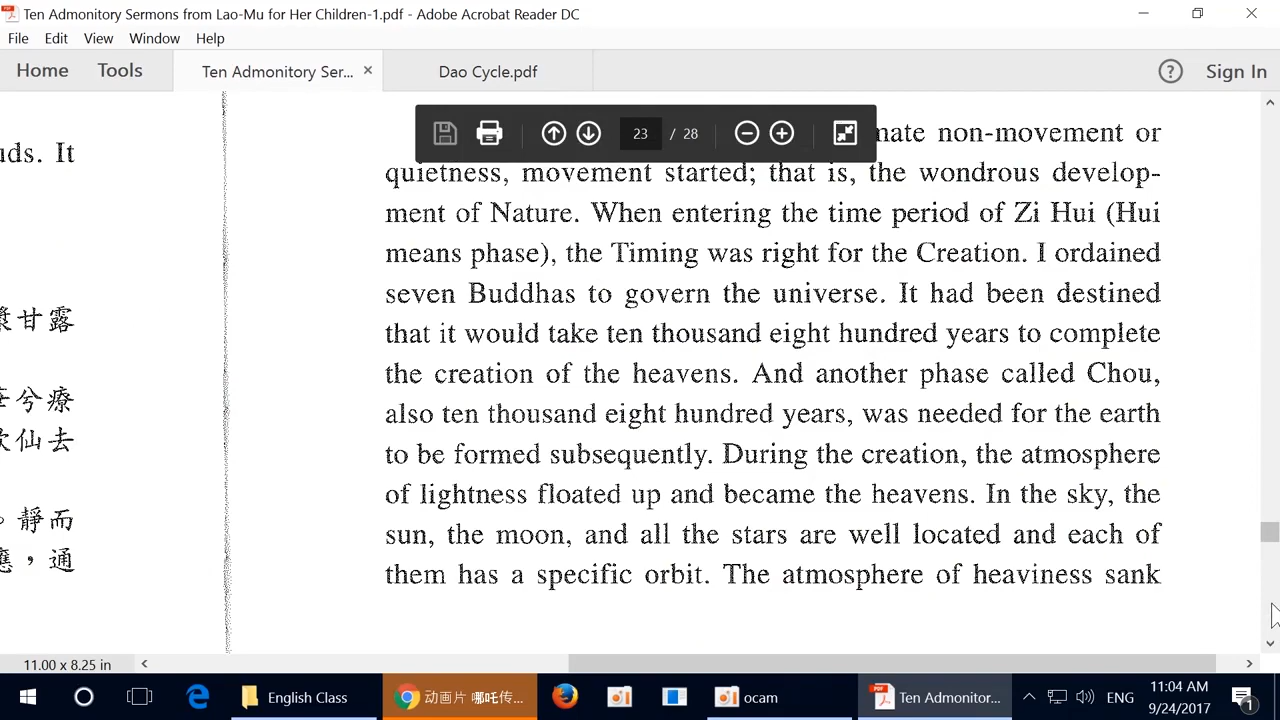 Ten Admonitory Sermons from Lao-Mu for Her Children-1.pdf - Adobe Acrobat Reader DC
File Edit View Window Help
Home Tools Ten Admonitory Ser... × Dao Cycle.pdf ? Sign In
23 / 28
uds. It
甘露
兮療
仙去
。靜而
應，通
mate non-movement or
quietness, movement started; that is, the wondrous develop-
ment of Nature. When entering the time period of Zi Hui (Hui
means phase), the Timing was right for the Creation. I ordained
seven Buddhas to govern the universe. It had been destined
that it would take ten thousand eight hundred years to complete
the creation of the heavens. And another phase called Chou,
also ten thousand eight hundred years, was needed for the earth
to be formed subsequently. During the creation, the atmosphere
of lightness floated up and became the heavens. In the sky, the
sun, the moon, and all the stars are well located and each of
them has a specific orbit. The atmosphere of heaviness sank
11.00 x 8.25 in
English Class 动画片 哪吒传... ocam Ten Admonitor... ENG 11:04 AM
9/24/2017 1